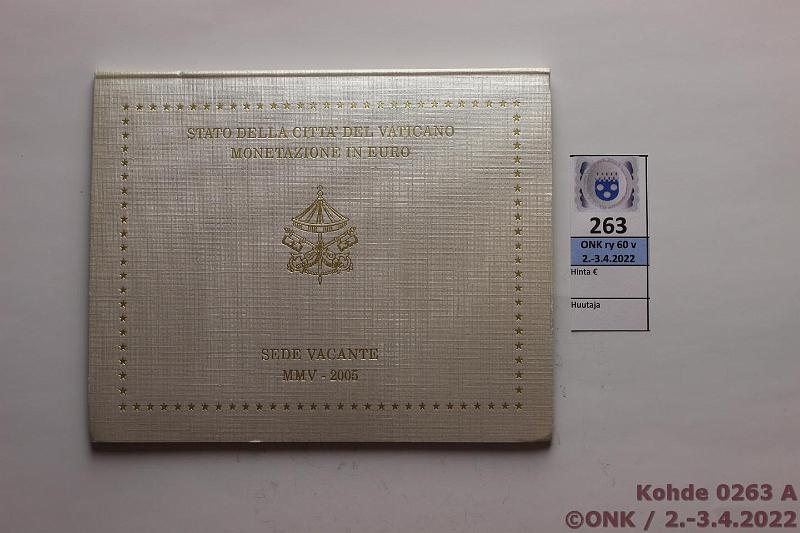 STATO DELLA CITTA' DEL VATICANO
MONETAZIONE IN EURO
SEDE VACANTE
MMV - 2005
263
ONK ry 60 v
2.-3.4.2022
Hinta €
Huutaja
Kohde 0263 A
©ONK / 2.-3.4.2022